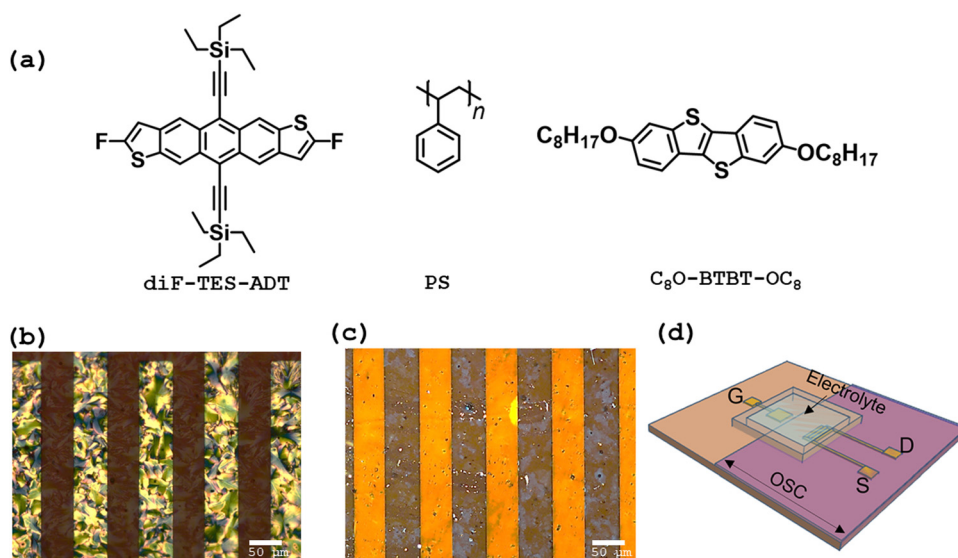 (a)
Si
F
S
S
F
Si
n
C₈H₁₇O
S
S
OC₈H₁₇
diF-TES-ADT
PS
C₈O-BTBT-OC₈
(b)
50 µm
(c)
50 µm
(d)
Electrolyte
G
D
S
OSC